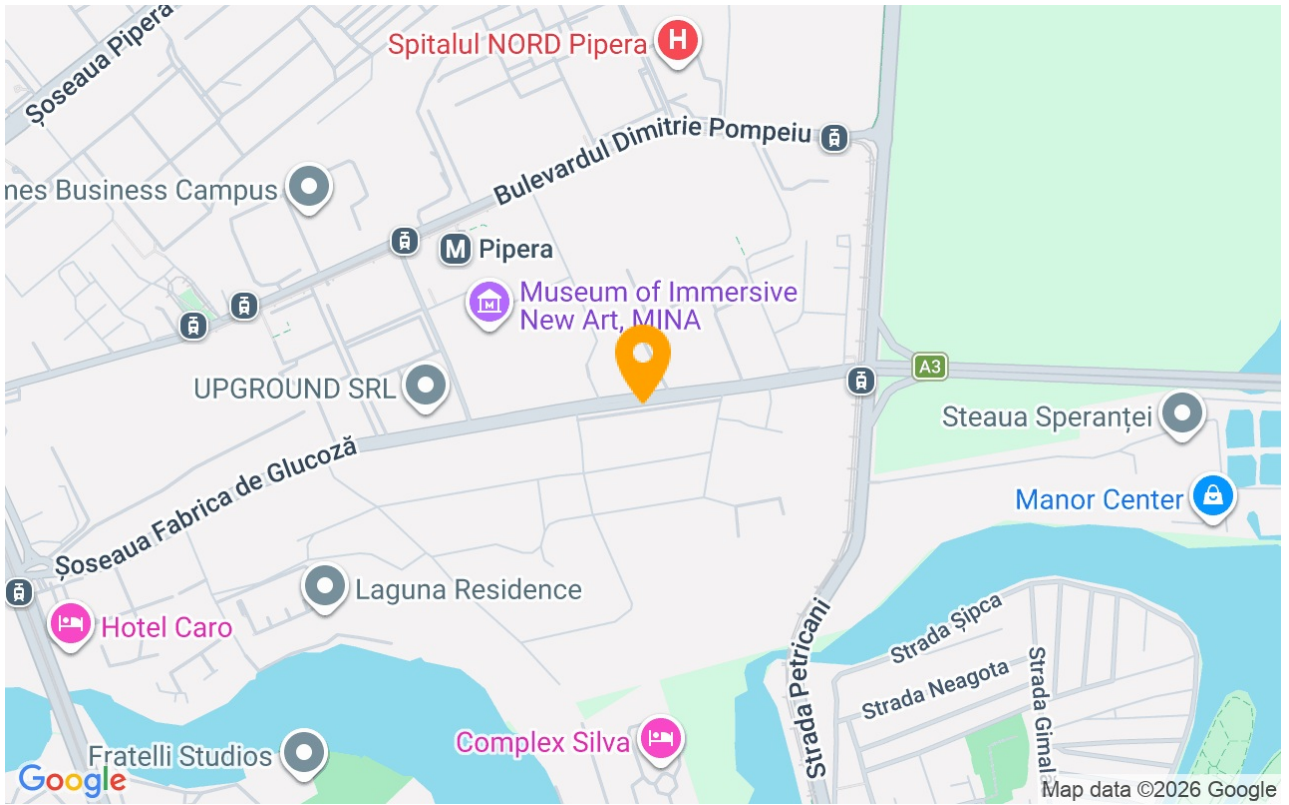 Spitalul NORD Pipera
H
Șoseaua Pipera
Bulevardul Dimitrie Pompeiu
mes Business Campus
M Pipera
Museum of Immersive
New Art, MINA
A3
UPGROUND SRL
Steaua Speranței
Șoseaua Fabrica de Glucoză
Manor Center
Laguna Residence
Hotel Caro
Strada Șipca
Strada Neagota
Strada Gimala
Strada Petricani
Complex Silva
Fratelli Studios
Google
Map data ©2026 Google